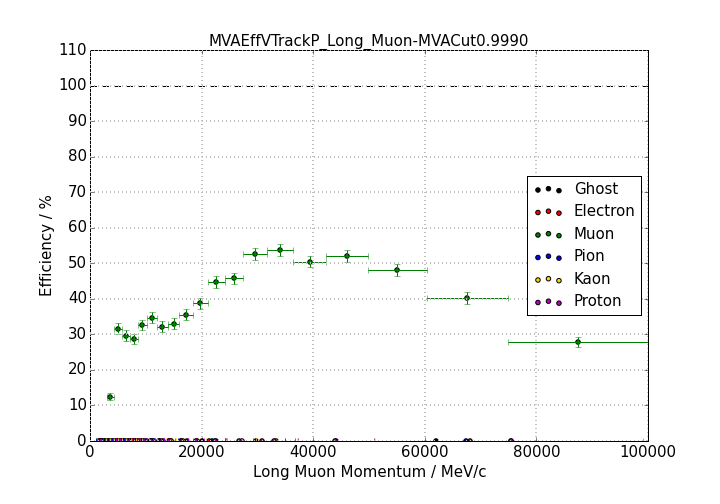 MVAEffVTrackP_Long_Muon-MVACut0.9990
110
100
90
80
70
60
50
40
30
20
10
0
Efficiency / %
Ghost
Electron
Muon
Pion
Kaon
Proton
0 20000 40000 60000 80000 100000
Long Muon Momentum / MeV/c